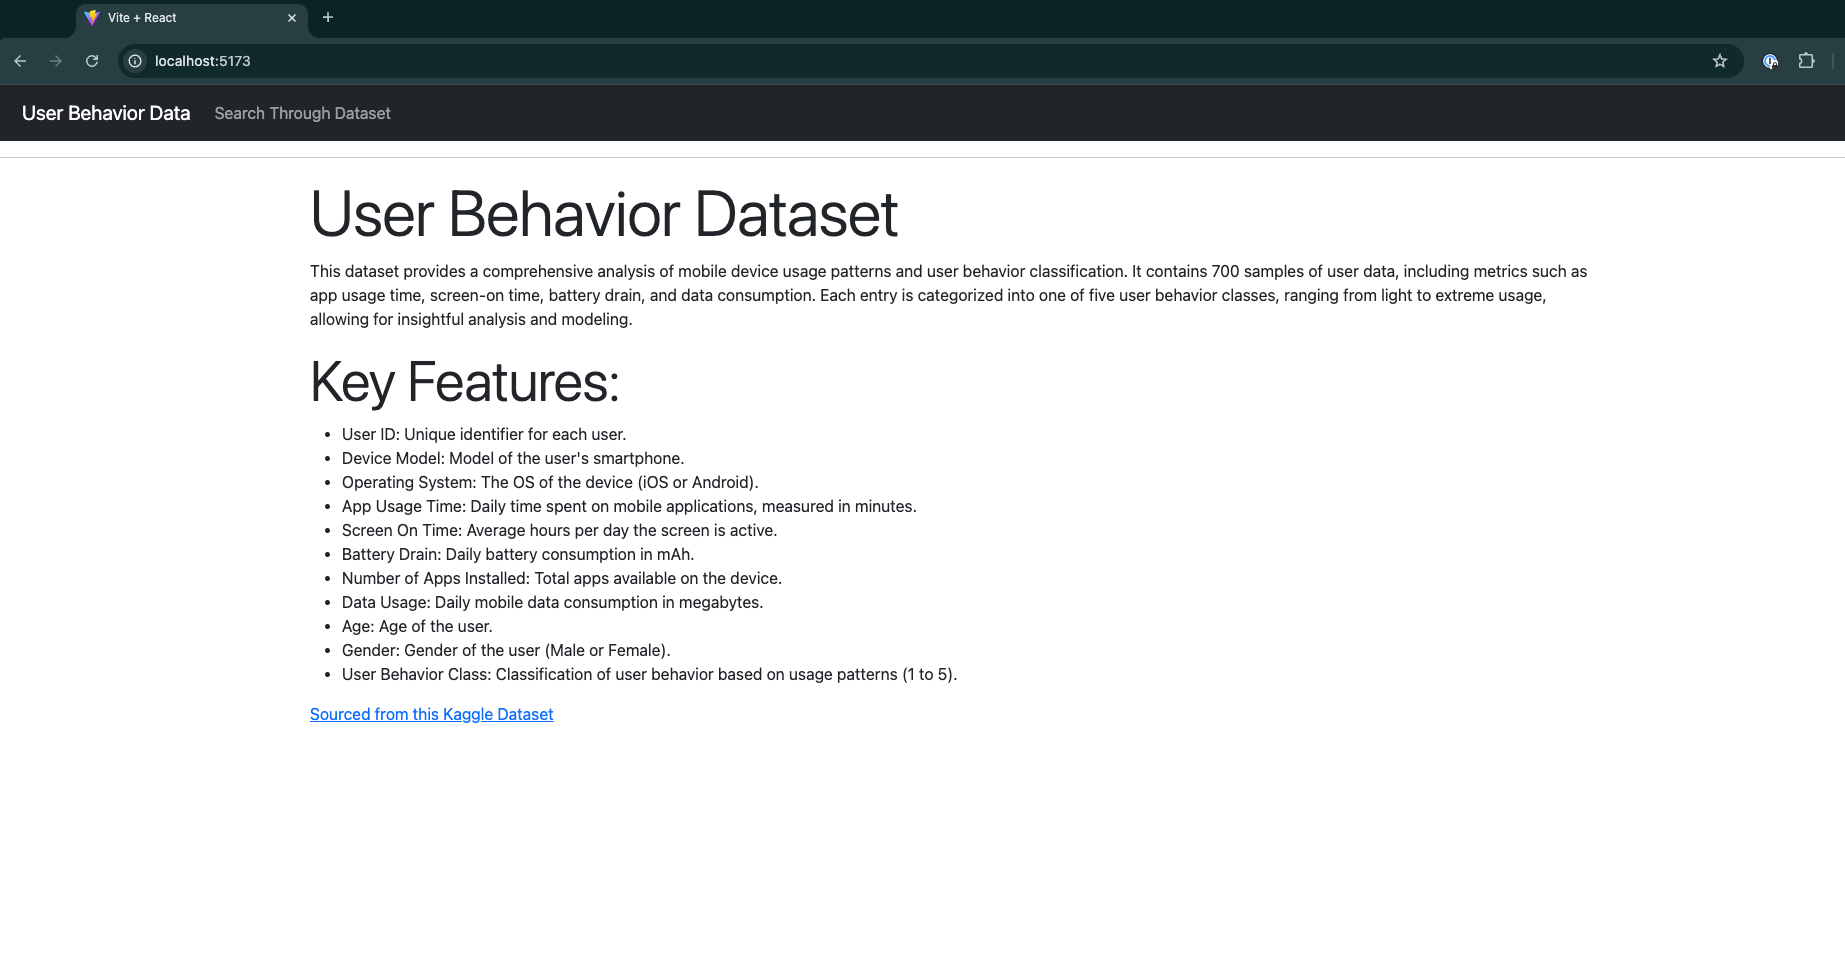 Vite + React
localhost:5173
User Behavior Data Search Through Dataset
User Behavior Dataset
This dataset provides a comprehensive analysis of mobile device usage patterns and user behavior classification. It contains 700 samples of user data, including metrics such as
app usage time, screen-on time, battery drain, and data consumption. Each entry is categorized into one of five user behavior classes, ranging from light to extreme usage,
allowing for insightful analysis and modeling.
Key Features:
• User ID: Unique identifier for each user.
• Device Model: Model of the user's smartphone.
• Operating System: The OS of the device (iOS or Android).
• App Usage Time: Daily time spent on mobile applications, measured in minutes.
• Screen On Time: Average hours per day the screen is active.
• Battery Drain: Daily battery consumption in mAh.
• Number of Apps Installed: Total apps available on the device.
• Data Usage: Daily mobile data consumption in megabytes.
• Age: Age of the user.
• Gender: Gender of the user (Male or Female).
• User Behavior Class: Classification of user behavior based on usage patterns (1 to 5).
Sourced from this Kaggle Dataset